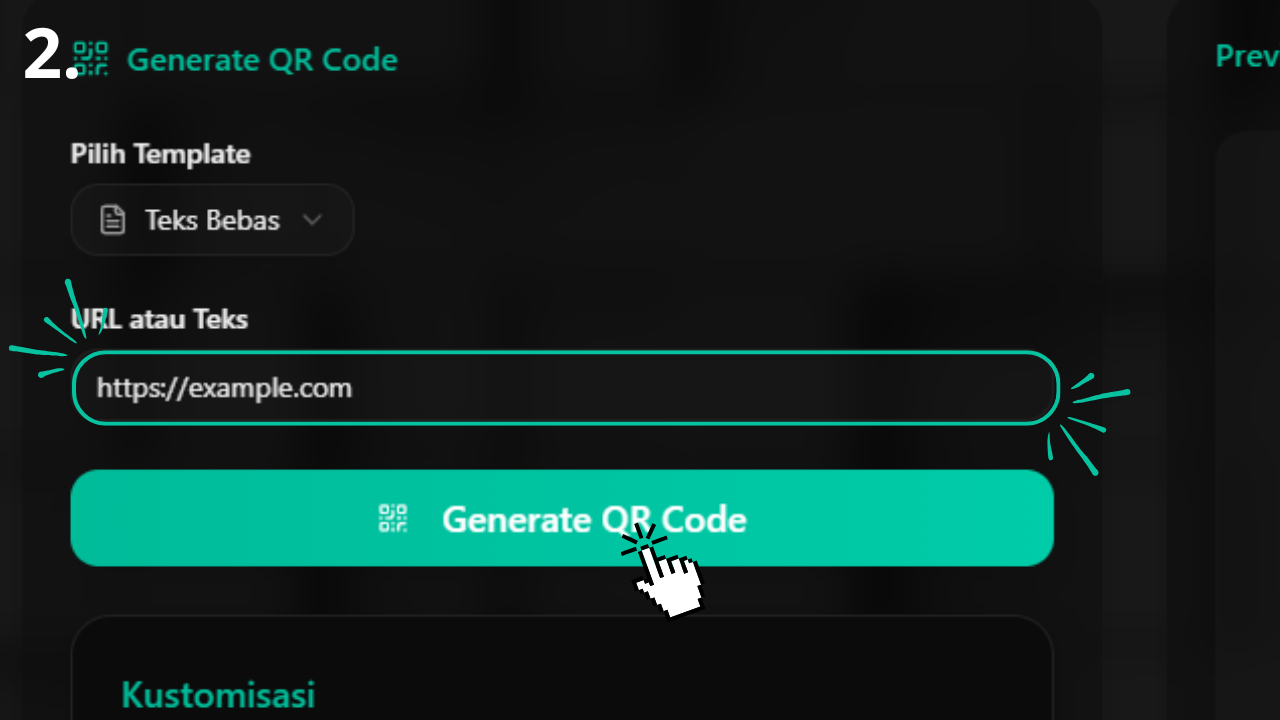 2.
Generate QR Code
Prev
Pilih Template
Teks Bebas
URL atau Teks
https://example.com
Generate QR Code
Kustomisasi